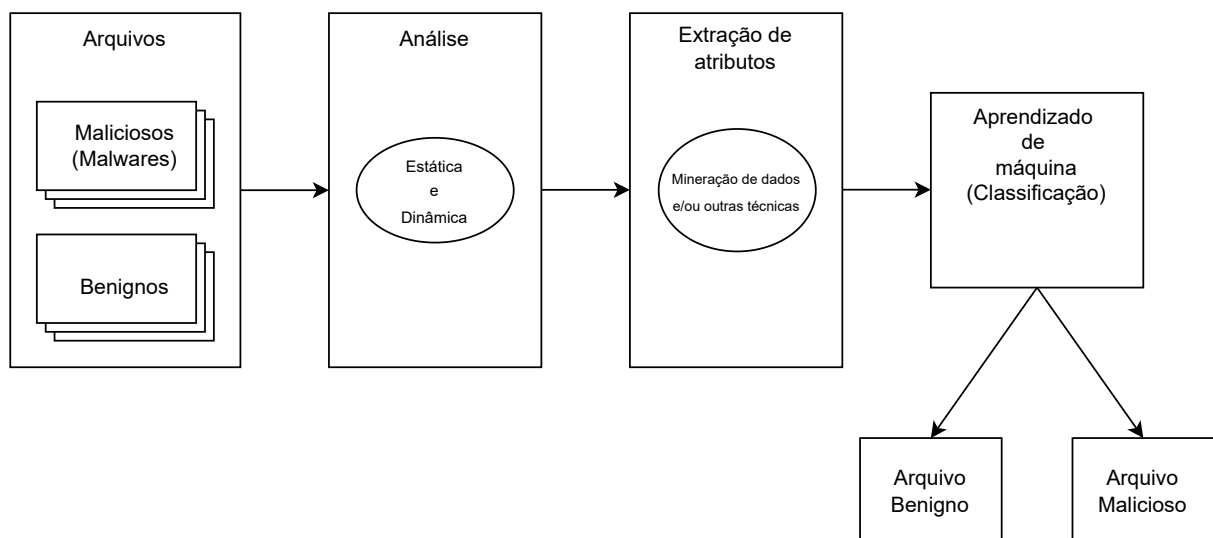 Arquivos
Maliciosos
(Malwares)
Benignos
Análise
Estática
e
Dinâmica
Extração de
atributos
Mineração de dados
e/ou outras técnicas
Aprendizado
de
máquina
(Classificação)
Arquivo
Benigno
Arquivo
Malicioso